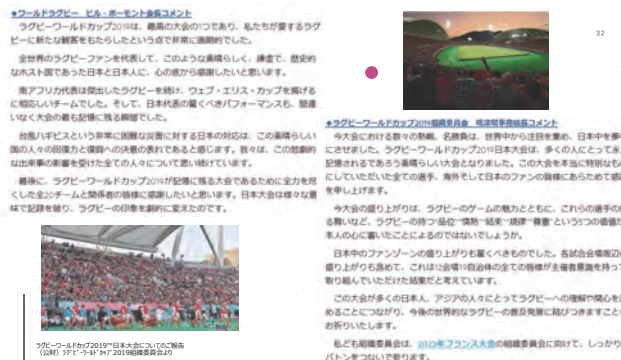 ◆ワールドラグビー ビル・ボーモント会長コメント
ラグビーワールドカップ2019は、最高の大会の1つであり、私たちが愛するラグ
ビーに新たな観客をもたらしたという点で非常に画期的でした。
全世界のラグビーファンを代表して、このような素晴らしく、謙虚で、歴史的
なホスト国であった日本と日本人に、心の底から感謝したいと思います。
南アフリカ代表は傑出したラグビーを続け、ウェブ・エリス・カップを掲げる
に相応しいチームでした。そして、日本代表の驚くべきパフォーマンスも、間違
いなく大会の最も記憶に残る瞬間でした。
台風ハギビスという非常に困難な災害に対する日本の対応は、この素晴らしい
国の人々の回復力と復興への決意の表れであると感じます。我々は、この悲劇的
な出来事の影響を受けた全ての人々について思い続けています。
最後に、ラグビーワールドカップ2019が記憶に残る大会であるために全力を尽
くした全20チームと関係者の皆様に感謝したいと思います。日本大会は様々な意
味で記録を破り、ラグビーの印象を劇的に変えたのです。
ラグビーワールドカップ2019™日本大会についてのご報告
(公財)ラグビーワールドカップ2019組織委員会より
32
◆ラグビーワールドカップ2019組織委員会 嶋津昭事務総長コメント
今大会における数々の熱戦、名勝負は、世界中から注目を集め、日本中を夢中
にさせました。ラグビーワールドカップ2019日本大会は、多くの人にとって永
記憶されるであろう素晴らしい大会となりました。この大会を本当に特別なもの
にしていただいた全ての選手、海外そして日本のファンの皆様にあらためて感謝
を申し上げます。
今大会の盛り上がりは、ラグビーのゲームの魅力とともに、これらの選手の振
る舞いなど、ラグビーの持つ“品位”“情熱”“結束”“規律”“尊重”という5つの価値が
本人の心に響いたことによるのではないでしょうか。
日本中のファンゾーンの盛り上がりも驚くべきものでした。各試合会場周辺の
盛り上がりも含めて、これは12会場19自治体の全ての皆様が主催者意識を持って
取り組んでいただけた結果だと考えています。
この大会が多くの日本人、アジアの人々にとってラグビーへの理解や関心を深
めることにつながり、今後の世界的なラグビーの普及発展に結びつきますことを
お祈りいたします。
私ども組織委員会は、2023年フランス大会の組織委員会に向けて、しっかり
バトンをつないで参ります。